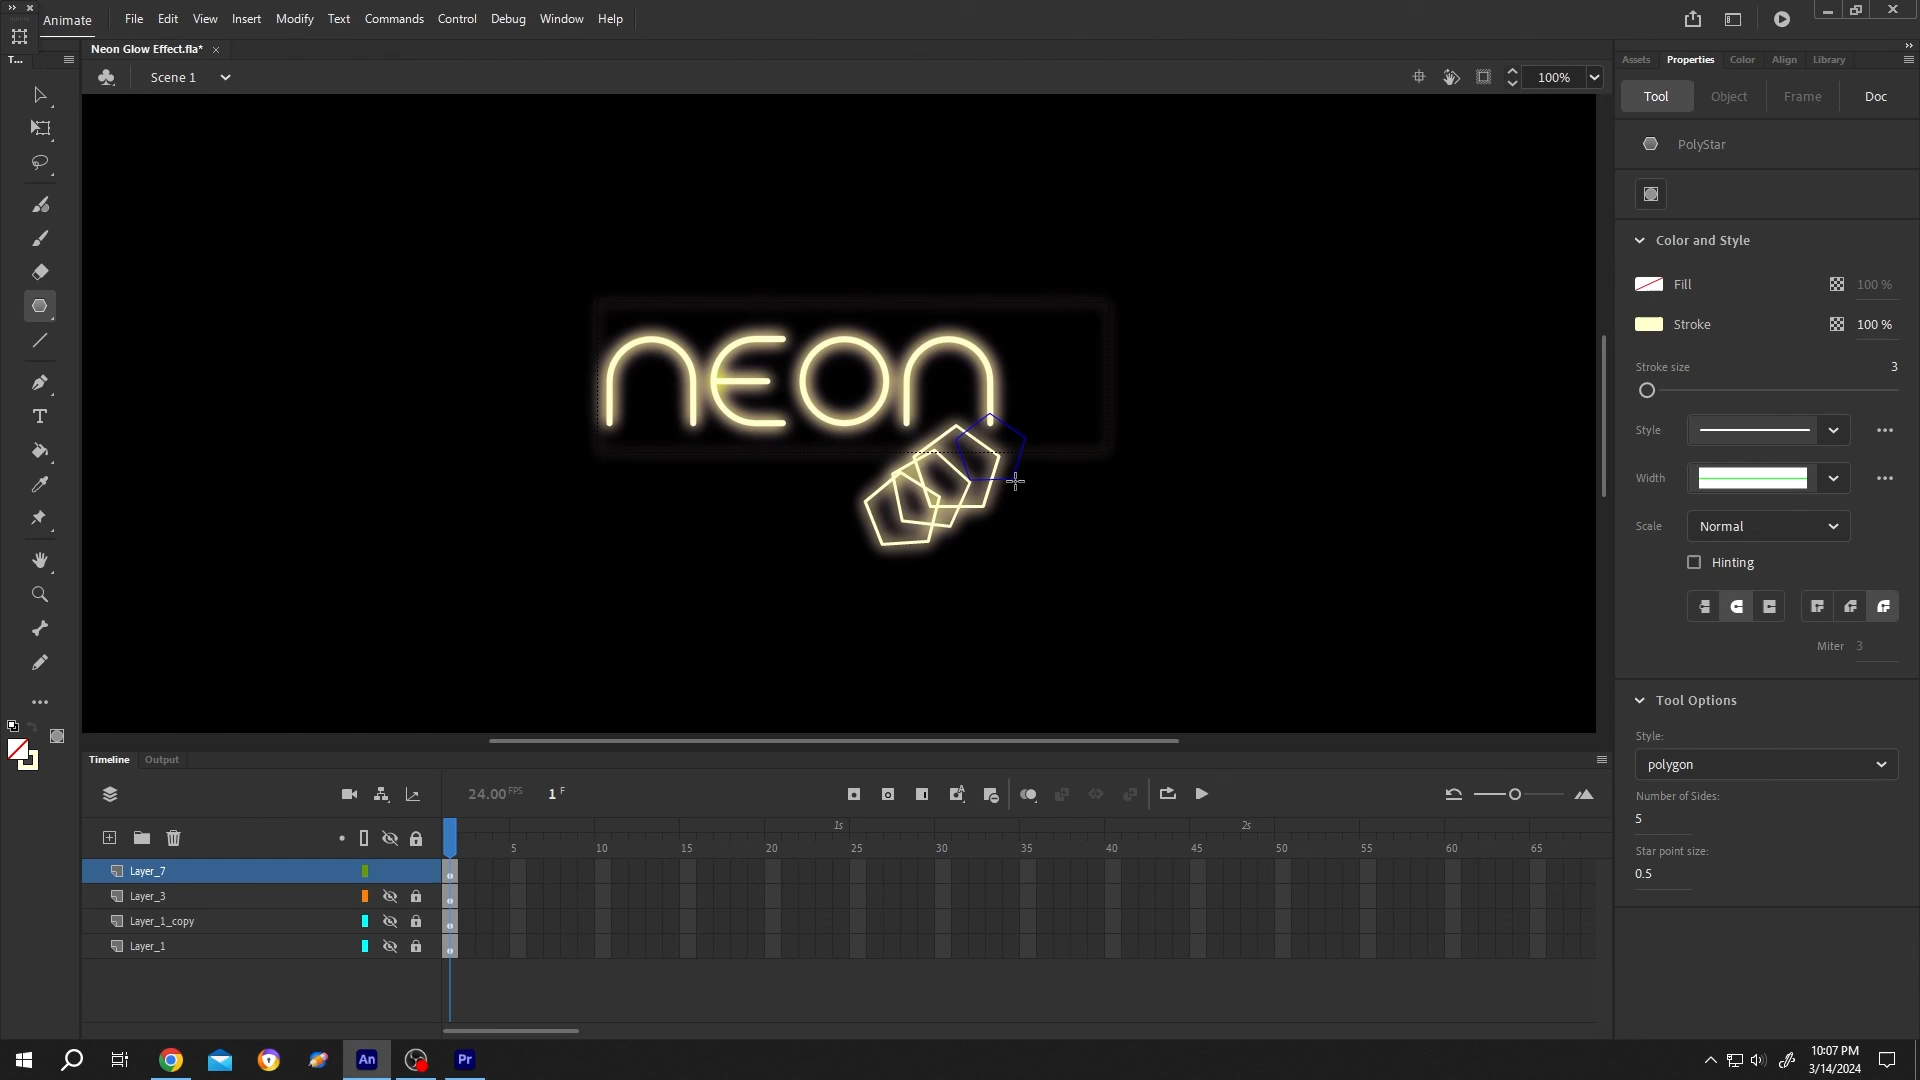 Animate File Edit View Insert Modify Text Commands Control Debug Window Help
T...
Neon Glow Effect.fla*
Scene 1
100%
Assets Properties Color Align Library
Tool Object Frame Doc
PolyStar
Color and Style
Fill 100 %
Stroke 100 %
Stroke size 3
Style
Width
Scale Normal
Hinting
Miter 3
Tool Options
Style:
polygon
Number of Sides:
5
Star point size:
0.5
NEON
Timeline Output
24.00 FPS 1 F
1s 2s
5 10 15 20 25 30 35 40 45 50 55 60 65
Layer_7
Layer_3
Layer_1_copy
Layer_1
An Pr
10:07 PM
3/14/2024